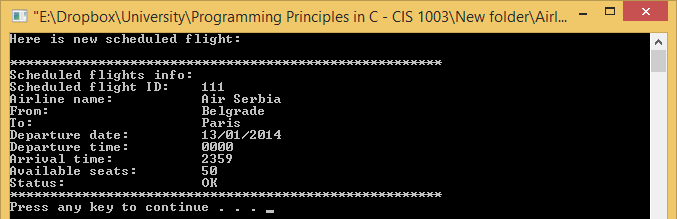 "E:\Dropbox\University\Programming Principles in C - CIS 1003\New folder\Airl...
Here is new scheduled flight:
******************************************************
Scheduled flights info:
Scheduled flight ID: 111
Airline name: Air Serbia
From: Belgrade
To: Paris
Departure date: 13/01/2014
Departure time: 0000
Arrival time: 2359
Available seats: 50
Status: OK
******************************************************
Press any key to continue . . . _